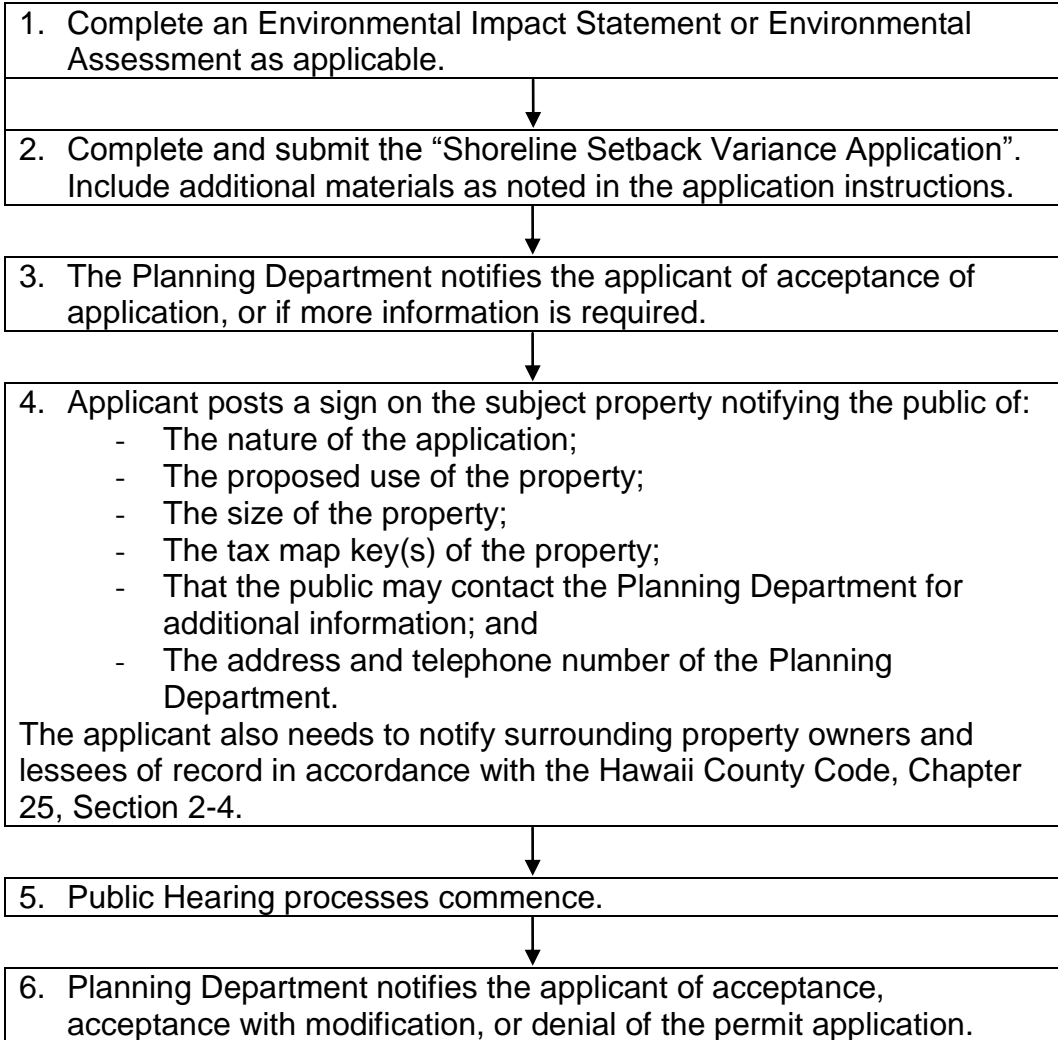 1. Complete an Environmental Impact Statement or Environmental
Assessment as applicable.
2. Complete and submit the “Shoreline Setback Variance Application”.
Include additional materials as noted in the application instructions.
3. The Planning Department notifies the applicant of acceptance of
application, or if more information is required.
4. Applicant posts a sign on the subject property notifying the public of:
- The nature of the application;
- The proposed use of the property;
- The size of the property;
- The tax map key(s) of the property;
- That the public may contact the Planning Department for
additional information; and
- The address and telephone number of the Planning
Department.
The applicant also needs to notify surrounding property owners and
lessees of record in accordance with the Hawaii County Code, Chapter
25, Section 2-4.
5. Public Hearing processes commence.
6. Planning Department notifies the applicant of acceptance,
acceptance with modification, or denial of the permit application.